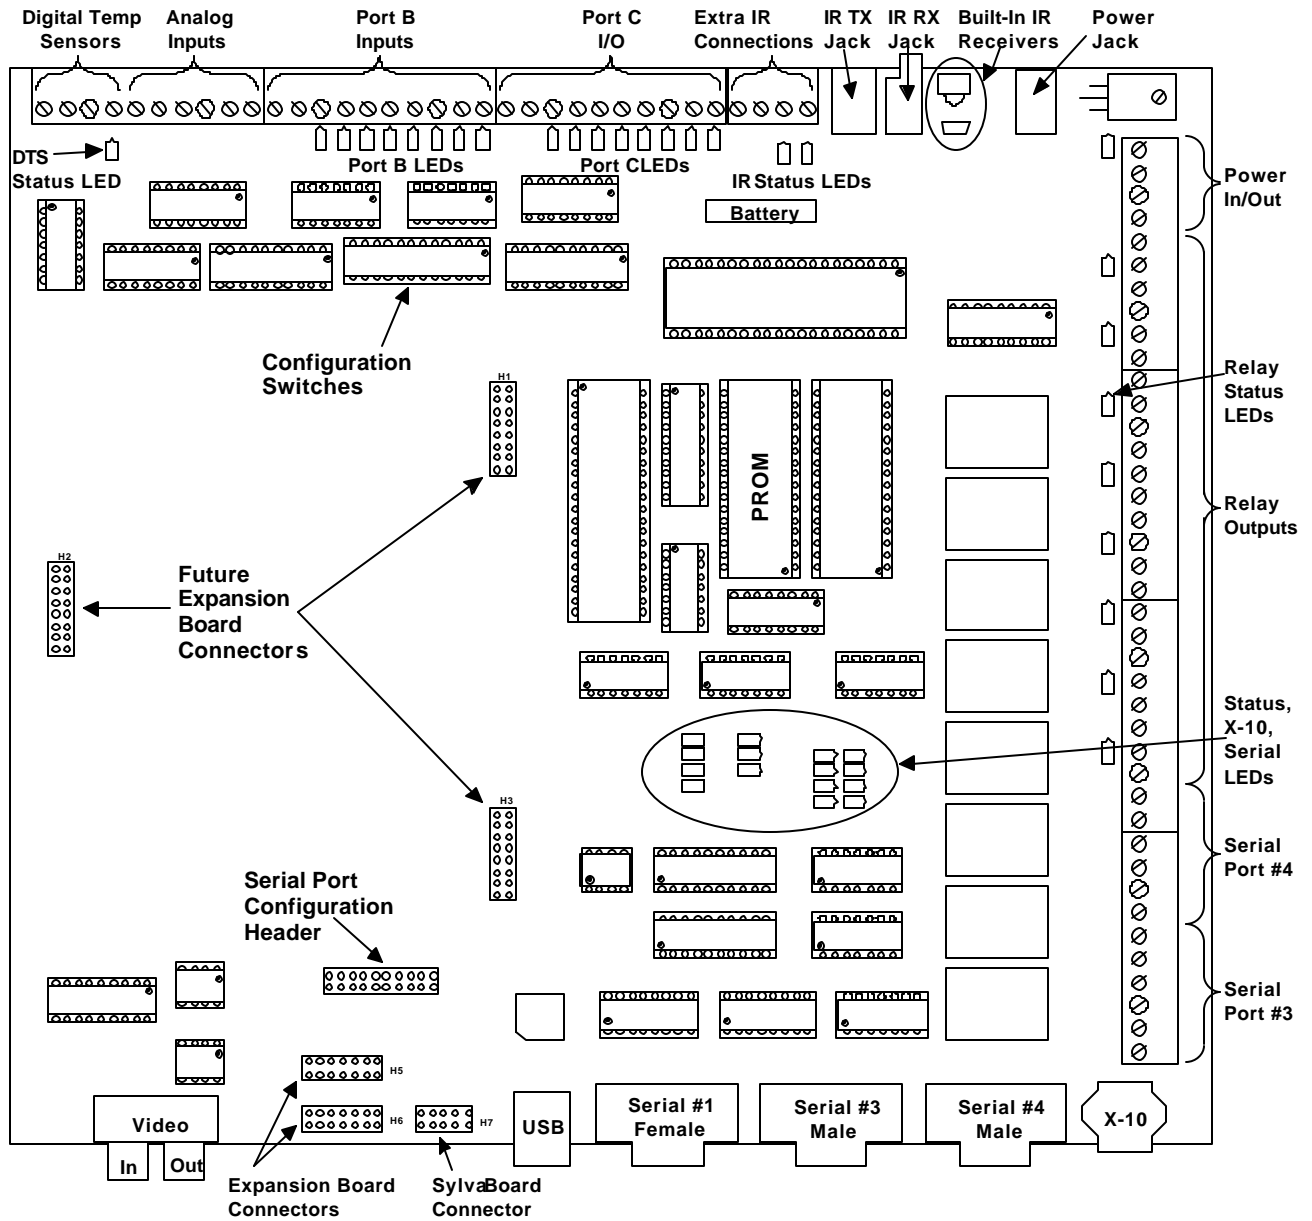 Digital Temp
Sensors
Analog
Inputs
Port B
Inputs
Port C
I/O
Extra IR
Connections
IR TX
Jack
IR RX
Jack
Built-In IR
Receivers
Power
Jack
DTS
Status LED
Port B LEDs
Port CLEDs
IR Status LEDs
Battery
Power
In/Out
Configuration
Switches
H1
Relay
Status
LEDs
PROM
Relay
Outputs
H2
Future
Expansion
Board
Connectors
Status,
X-10,
Serial
LEDs
H3
Serial
Port #4
Serial Port
Configuration
Header
Serial
Port #3
H5
H6
H7
Video
In
Out
USB
Serial #1
Female
Serial #3
Male
Serial #4
Male
X-10
Expansion Board
Connectors
SylvaBoard
Connector